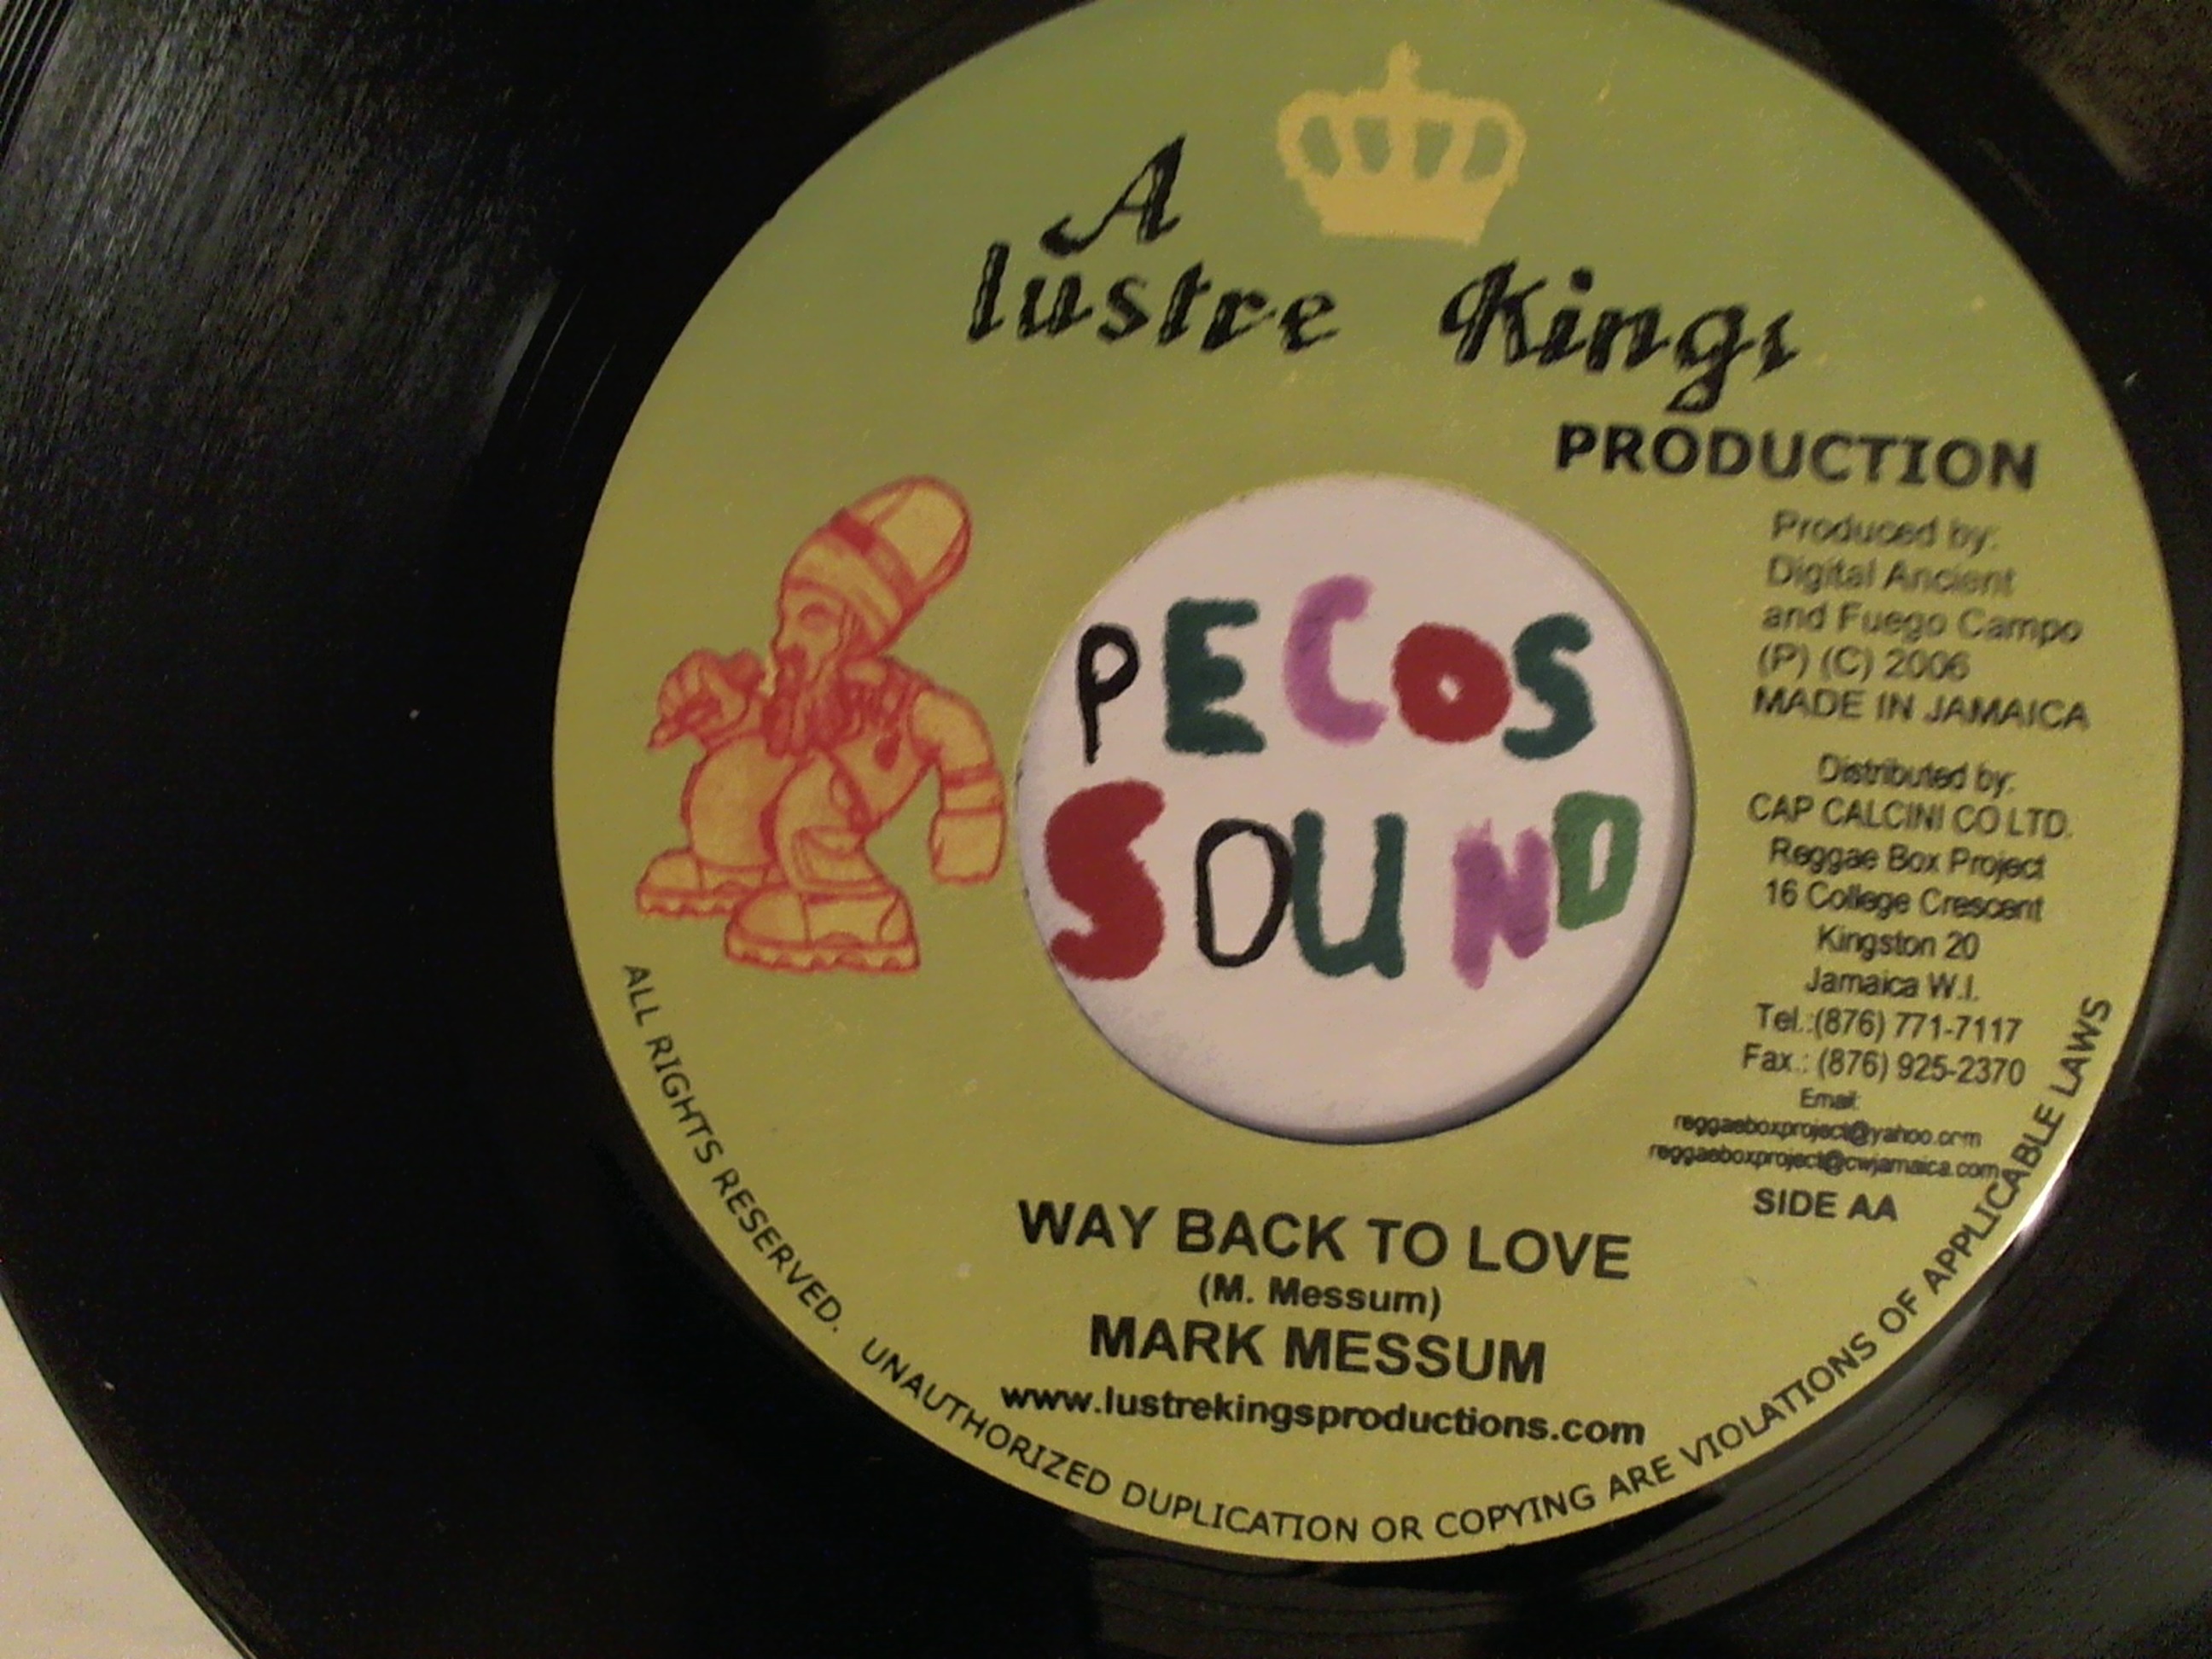 A
lustre Kings
PRODUCTION
Produced by:
Digital Ancient
and Fuego Campo
(P) (C) 2006
MADE IN JAMAICA
Distributed by:
CAP CALCINI CO LTD.
Reggae Box Project
16 College Crescent
Kingston 20
Jamaica W.I.
Tel.:(876) 771-7117
Fax.: (876) 925-2370
Email:
reggaeboxproject@yahoo.com
reggaeboxproject@cwjamaica.com
SIDE AA
PECOS
SOUND
WAY BACK TO LOVE
(M. Messum)
MARK MESSUM
www.lustrekingsproductions.com
ALL RIGHTS RESERVED. UNAUTHORIZED DUPLICATION OR COPYING ARE VIOLATIONS OF APPLICABLE LAWS